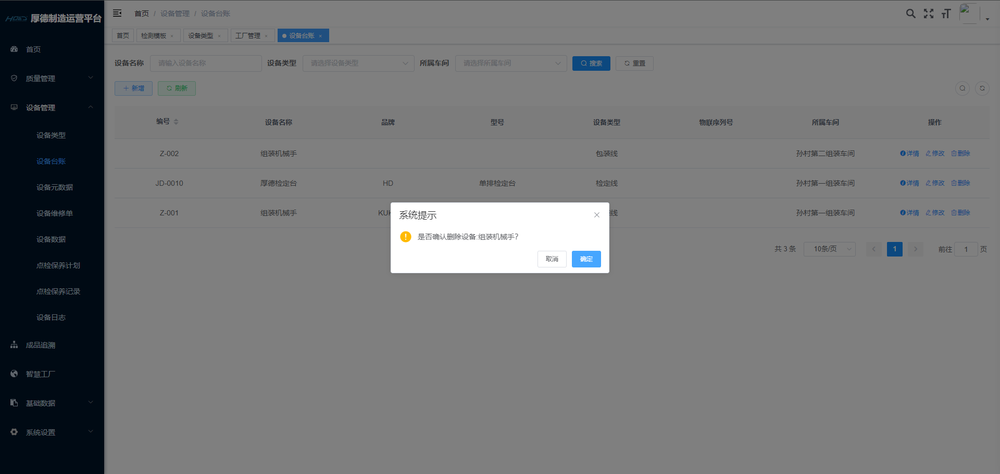 HOD 厚德制造运营平台
首页
质量管理
设备管理
设备类型
设备台账
设备元数据
设备维修单
设备数据
点检保养计划
点检保养记录
设备日志
成品追溯
智慧工厂
基础数据
系统设置
首页 / 设备管理 / 设备台账
首页 检测模板 × 设备类型 × 工厂管理 × 设备台账 ×
设备名称 请输入设备名称 设备类型 请选择设备类型 所属车间 请选择所属车间 搜索 重置
新增 刷新
编号 设备名称 品牌 型号 设备类型 物联序列号 所属车间 操作
Z-002 组装机械手 包装线 孙村第二组装车间 详情 修改 删除
JD-0010 厚德检定台 HD 单排检定台 检定线 孙村第一组装车间 详情 修改 删除
Z-001 组装机械手 线 孙村第一组装车间 详情 修改 删除
系统提示
是否确认删除设备:组装机械手?
取消 确定
共 3 条 10条/页 1 前往 1 页